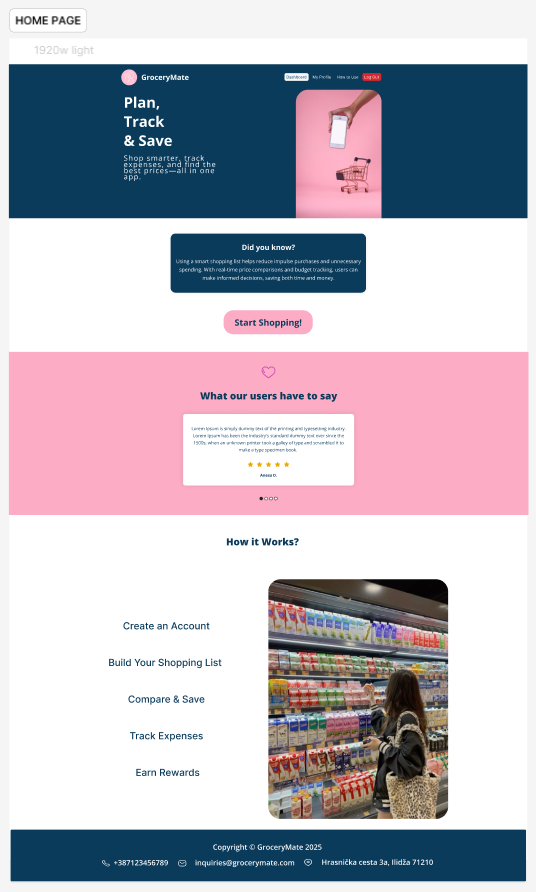 HOME PAGE
1920w light
GroceryMate
Dashboard My Profile How to Use Log Out
Plan,
Track
& Save
Shop smarter, track
expenses, and find the
best prices—all in one
app.
Did you know?
Using a smart shopping list helps reduce impulse purchases and unnecessary
spending. With real-time price comparisons and budget tracking, users can
make informed decisions, saving both time and money.
Start Shopping!
What our users have to say
Lorem Ipsum is simply dummy text of the printing and typesetting industry.
Lorem Ipsum has been the industry's standard dummy text ever since the
1500s, when an unknown printer took a galley of type and scrambled it to
make a type specimen book.
How it Works?
Create an Account
Build Your Shopping List
Compare & Save
Track Expenses
Earn Rewards
Copyright © GroceryMate 2025
+387123456789 inquiries@grocerymate.com Hrasnička cesta 3a, Ilidža 71210